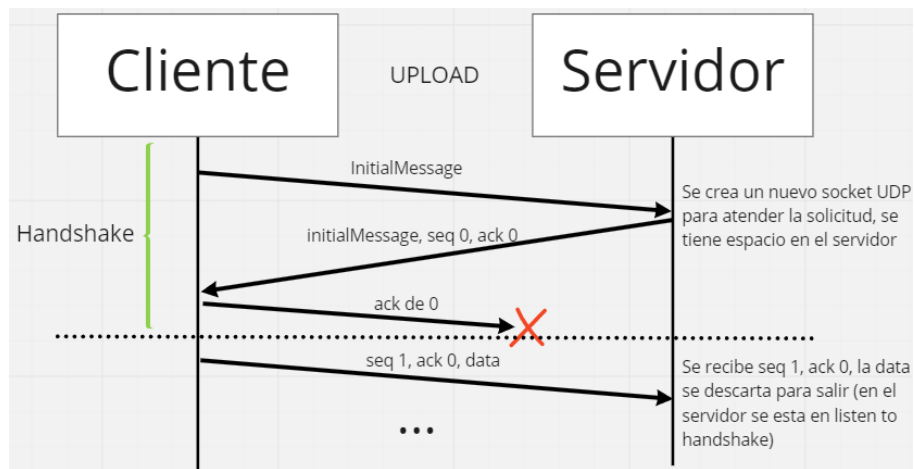 Cliente
UPLOAD
Servidor
InitialMessage
Se crea un nuevo socket UDP
para atender la solicitud, se
tiene espacio en el servidor
Handshake
initialMessage, seq 0, ack 0
ack de 0
seq 1, ack 0, data
Se recibe seq 1, ack 0, la data
se descarta para salir (en el
servidor se esta en listen to
handshake)
...